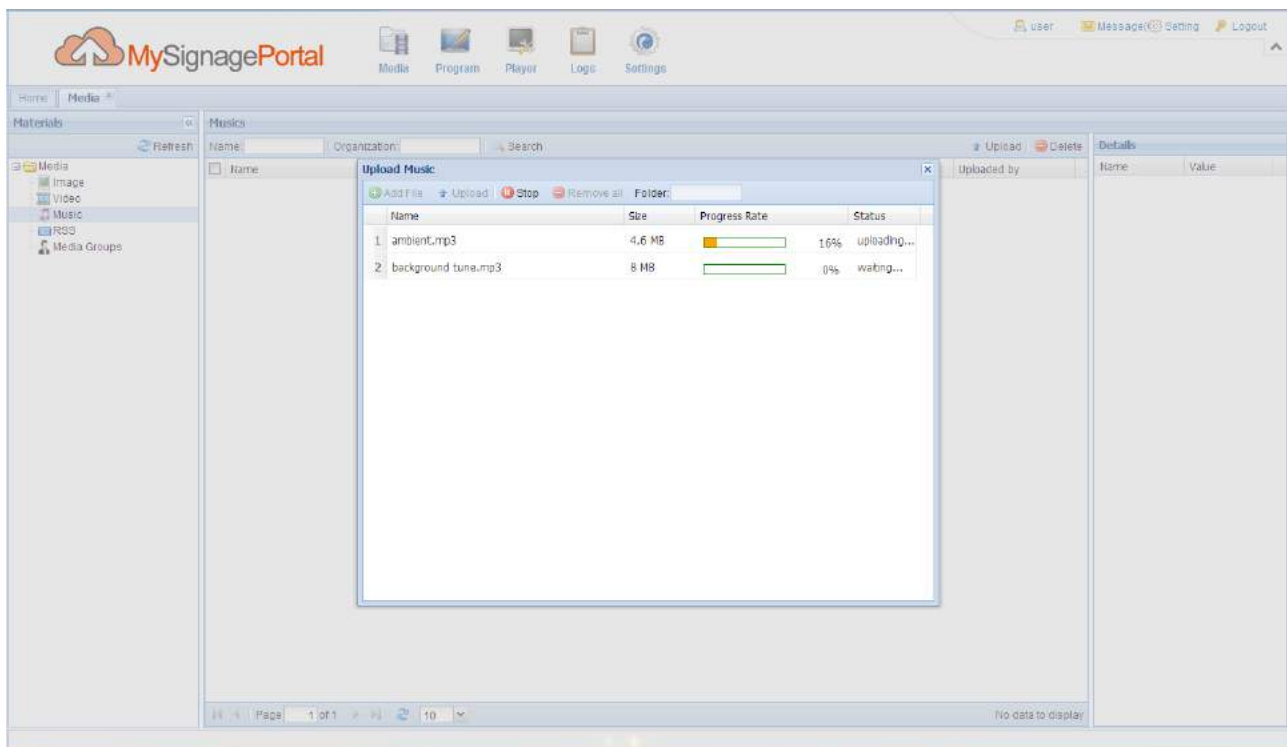 user Message(0) Setting Logout
MySignagePortal
Media Program Player Logs Settings
Home Media
Materials Musics
Refresh Name: Organization: Search Upload Delete Details
Media
Image
Video
Music
RSS
Media Groups
Name Uploaded by Name Value
Upload Music
Add File Upload Stop Remove all Folder:
Name Size Progress Rate Status
1 ambient.mp3 4.6 MB 16% uploading...
2 background tune.mp3 8 MB 0% waiting...
Page 1 of 1 10 No data to display